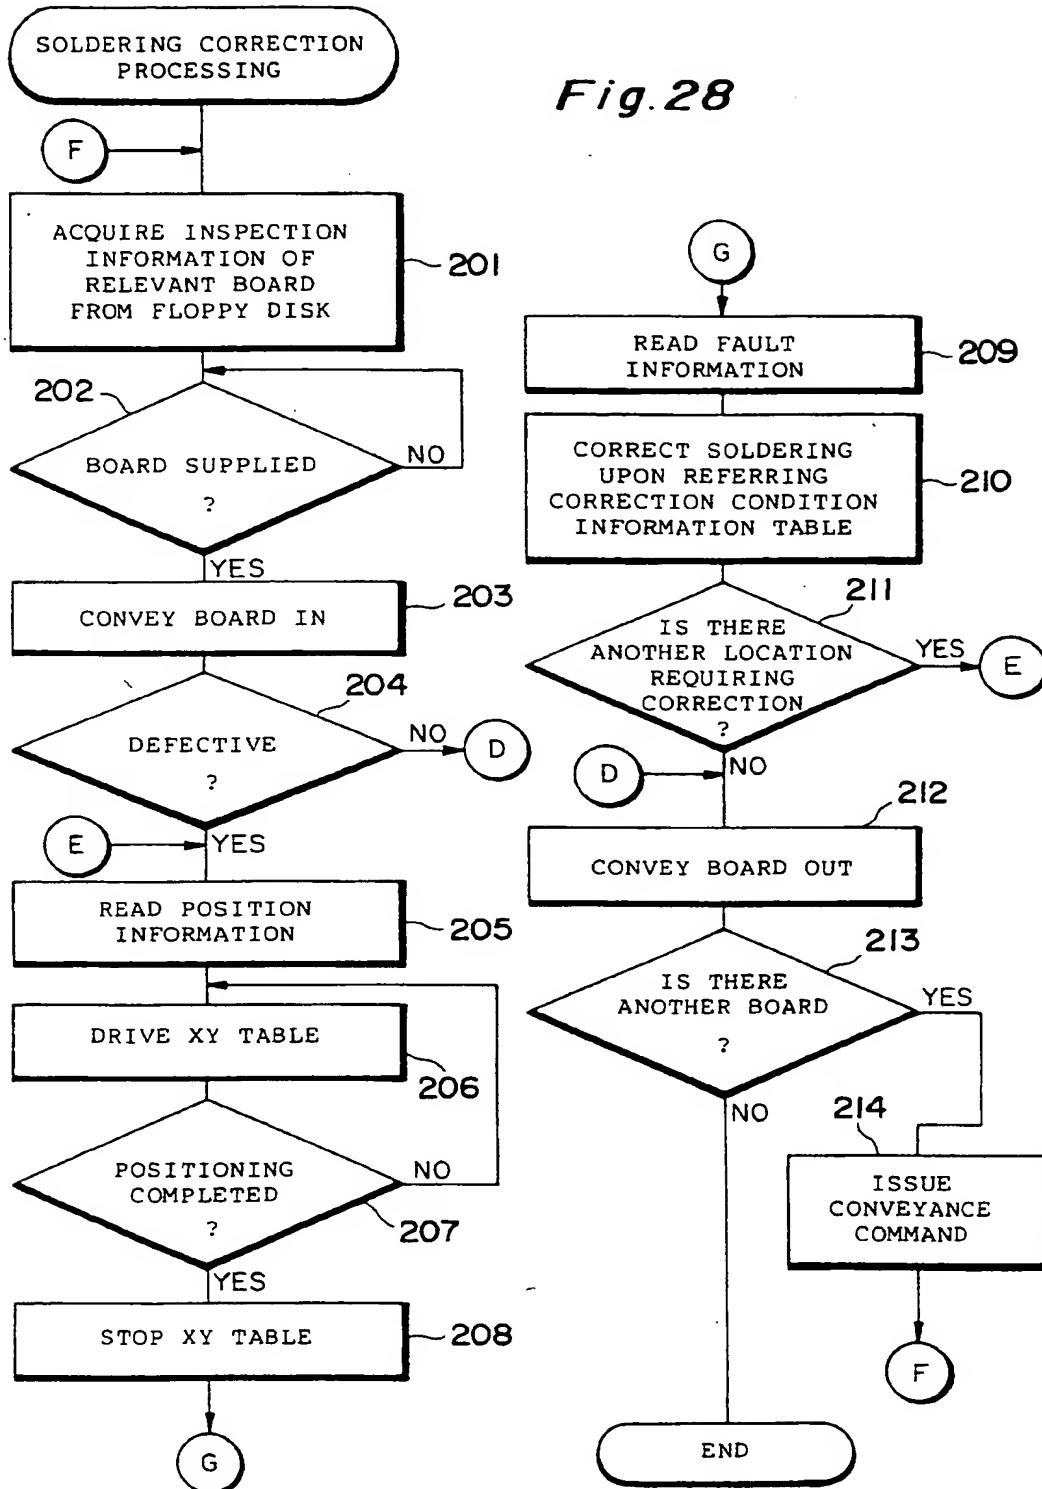 SOLDERING CORRECTION
PROCESSING
Fig.28
F
ACQUIRE INSPECTION
INFORMATION OF
RELEVANT BOARD
FROM FLOPPY DISK
201
202
BOARD SUPPLIED
?
NO
YES
CONVEY BOARD IN
203
204
DEFECTIVE
?
NO
D
E
YES
READ POSITION
INFORMATION
205
DRIVE XY TABLE
206
POSITIONING
COMPLETED
?
NO
207
YES
STOP XY TABLE
208
G
G
READ FAULT
INFORMATION
209
CORRECT SOLDERING
UPON REFERRING
CORRECTION CONDITION
INFORMATION TABLE
210
211
IS THERE
ANOTHER LOCATION
REQUIRING
CORRECTION
?
YES
E
D
NO
212
CONVEY BOARD OUT
213
IS THERE
ANOTHER BOARD
?
YES
NO
214
ISSUE
CONVEYANCE
COMMAND
F
END